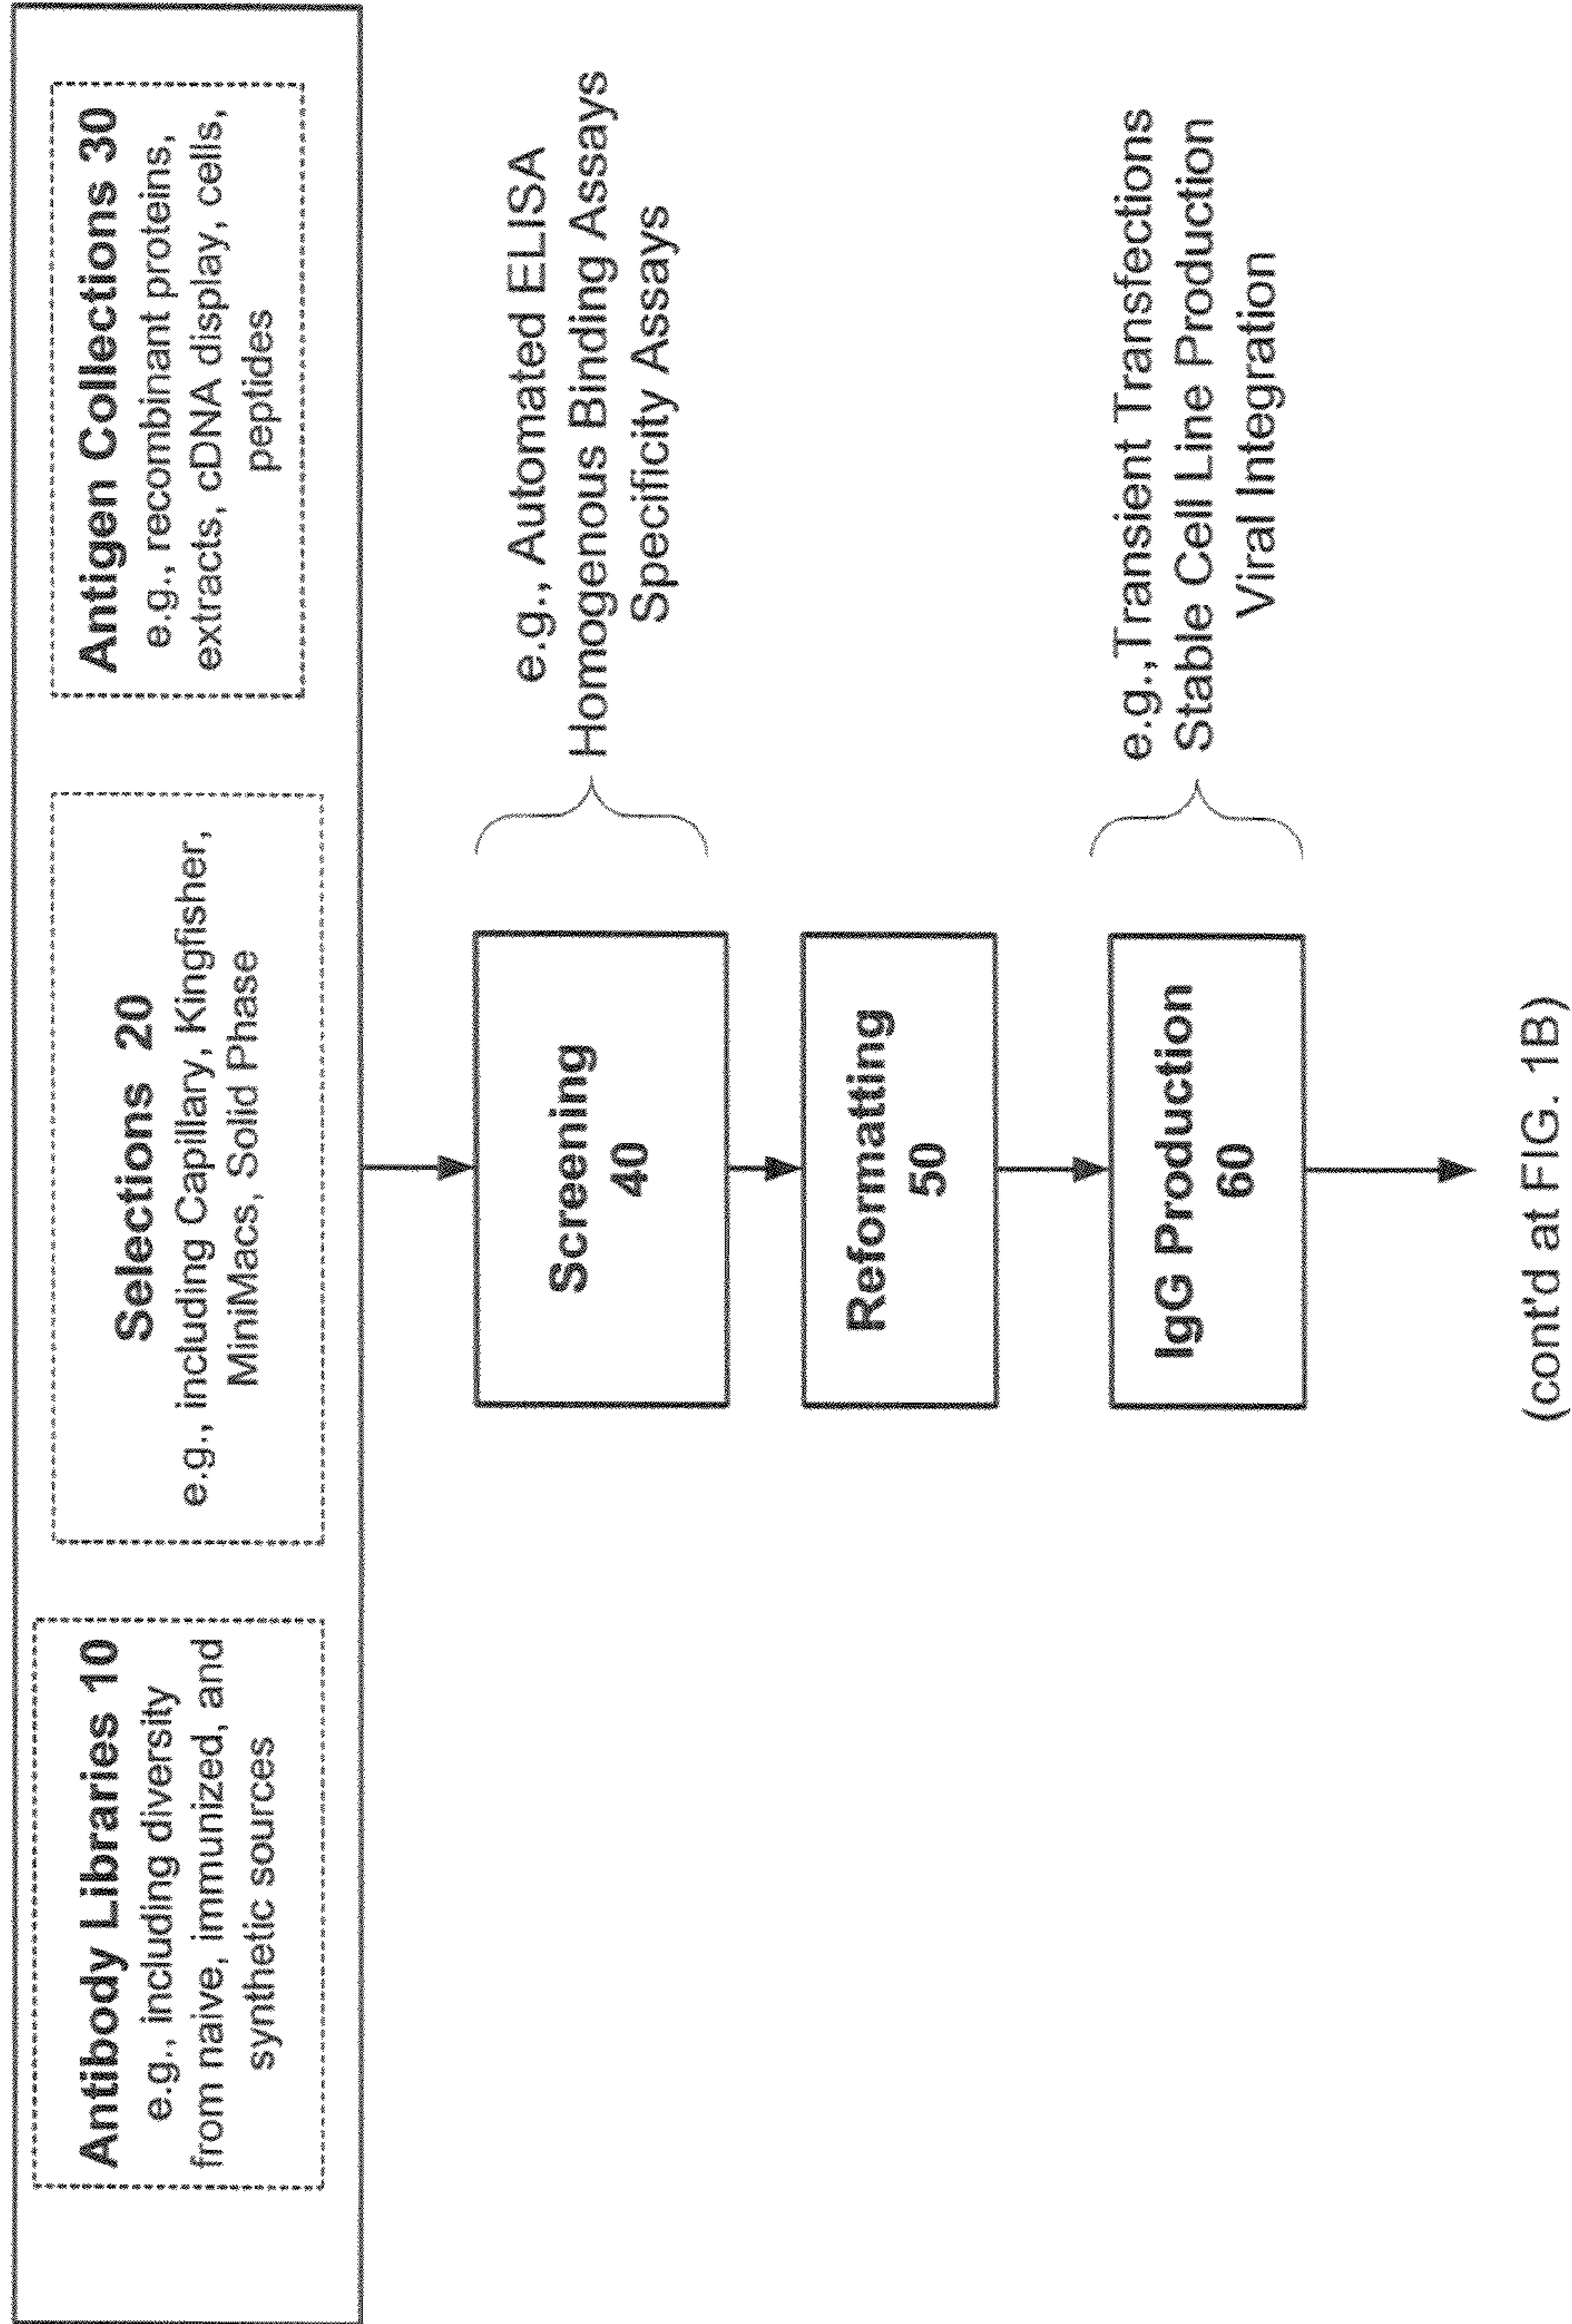 Antibody Libraries 10
e.g., including diversity
from naive, immunized, and
synthetic sources
Selections 20
e.g., including Capillary, Kingfisher,
MiniMacs, Solid Phase
Antigen Collections 30
e.g., recombinant proteins,
extracts, cDNA display, cells,
peptides
Screening
40
e.g., Automated ELISA
Homogenous Binding Assays
Specificity Assays
Reformatting
50
IgG Production
60
e.g.,Transient Transfections
Stable Cell Line Production
Viral Integration
(cont'd at FIG. 1B)